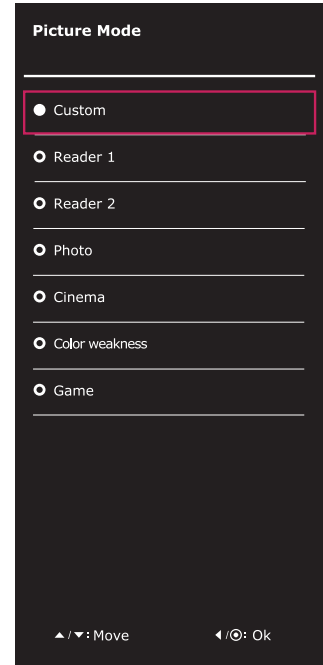 Picture Mode
Custom
Reader 1
Reader 2
Photo
Cinema
Color weakness
Game
▲/▼: Move ◀/◉: Ok